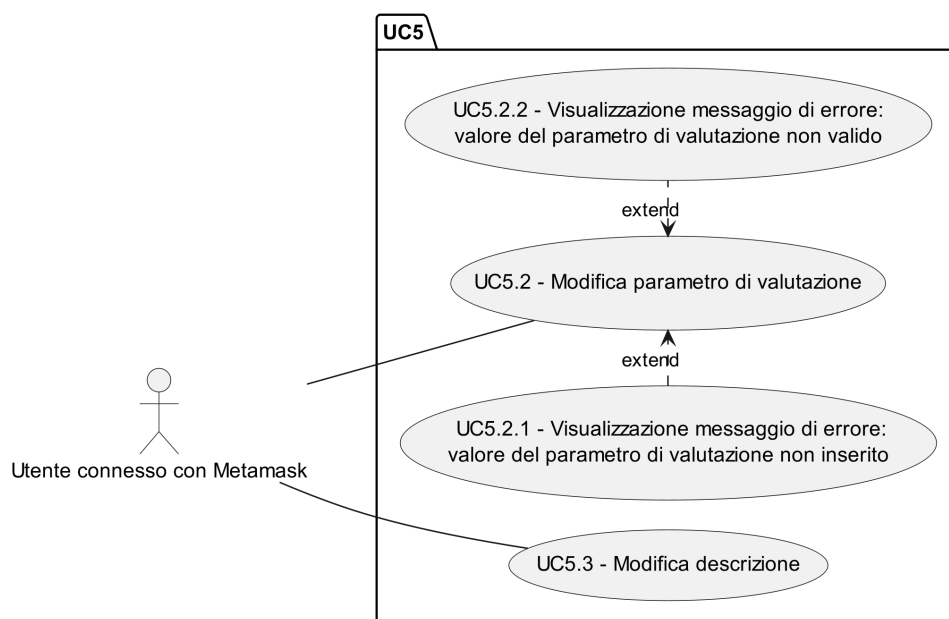 UC5
UC5.2.2 - Visualizzazione messaggio di errore:
valore del parametro di valutazione non valido
extend
UC5.2 - Modifica parametro di valutazione
extend
UC5.2.1 - Visualizzazione messaggio di errore:
valore del parametro di valutazione non inserito
Utente connesso con Metamask
UC5.3 - Modifica descrizione